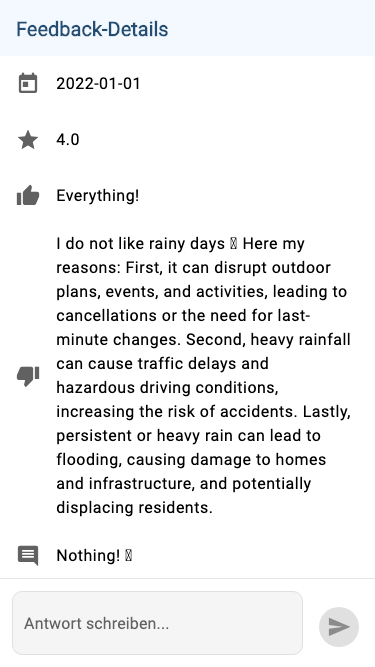 Feedback-Details
2022-01-01
4.0
Everything!
I do not like rainy days 
Here my
reasons: First, it can disrupt outdoor
plans, events, and activities, leading to
cancellations or the need for last-
minute changes. Second, heavy rainfall
can cause traffic delays and
hazardous driving conditions,
increasing the risk of accidents. Lastly,
persistent or heavy rain can lead to
flooding, causing damage to homes
and infrastructure, and potentially
displacing residents.
Nothing!
Antwort schreiben...